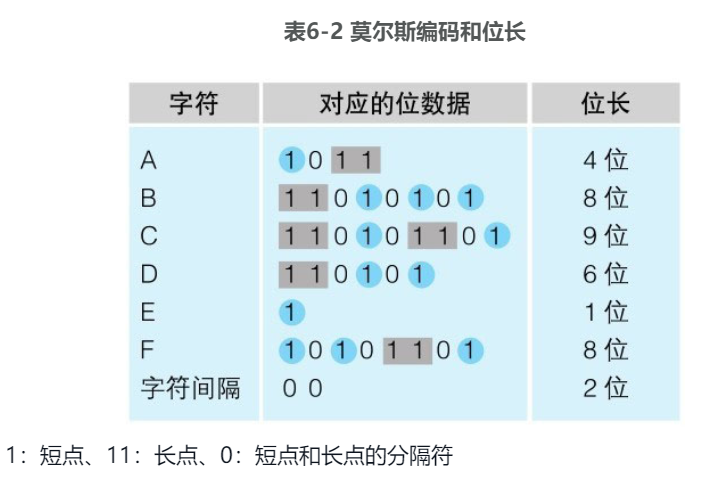 表6-2 莫尔斯编码和位长
字符 对应的位数据 位长
A 1 0 1 1 4 位
B 1 1 0 1 0 1 0 1 8 位
C 1 1 0 1 0 1 1 0 1 9 位
D 1 1 0 1 0 1 6 位
E 1 1 位
F 1 0 1 0 1 1 0 1 8 位
字符间隔 0 0 2 位
1：短点、11：长点、0：短点和长点的分隔符